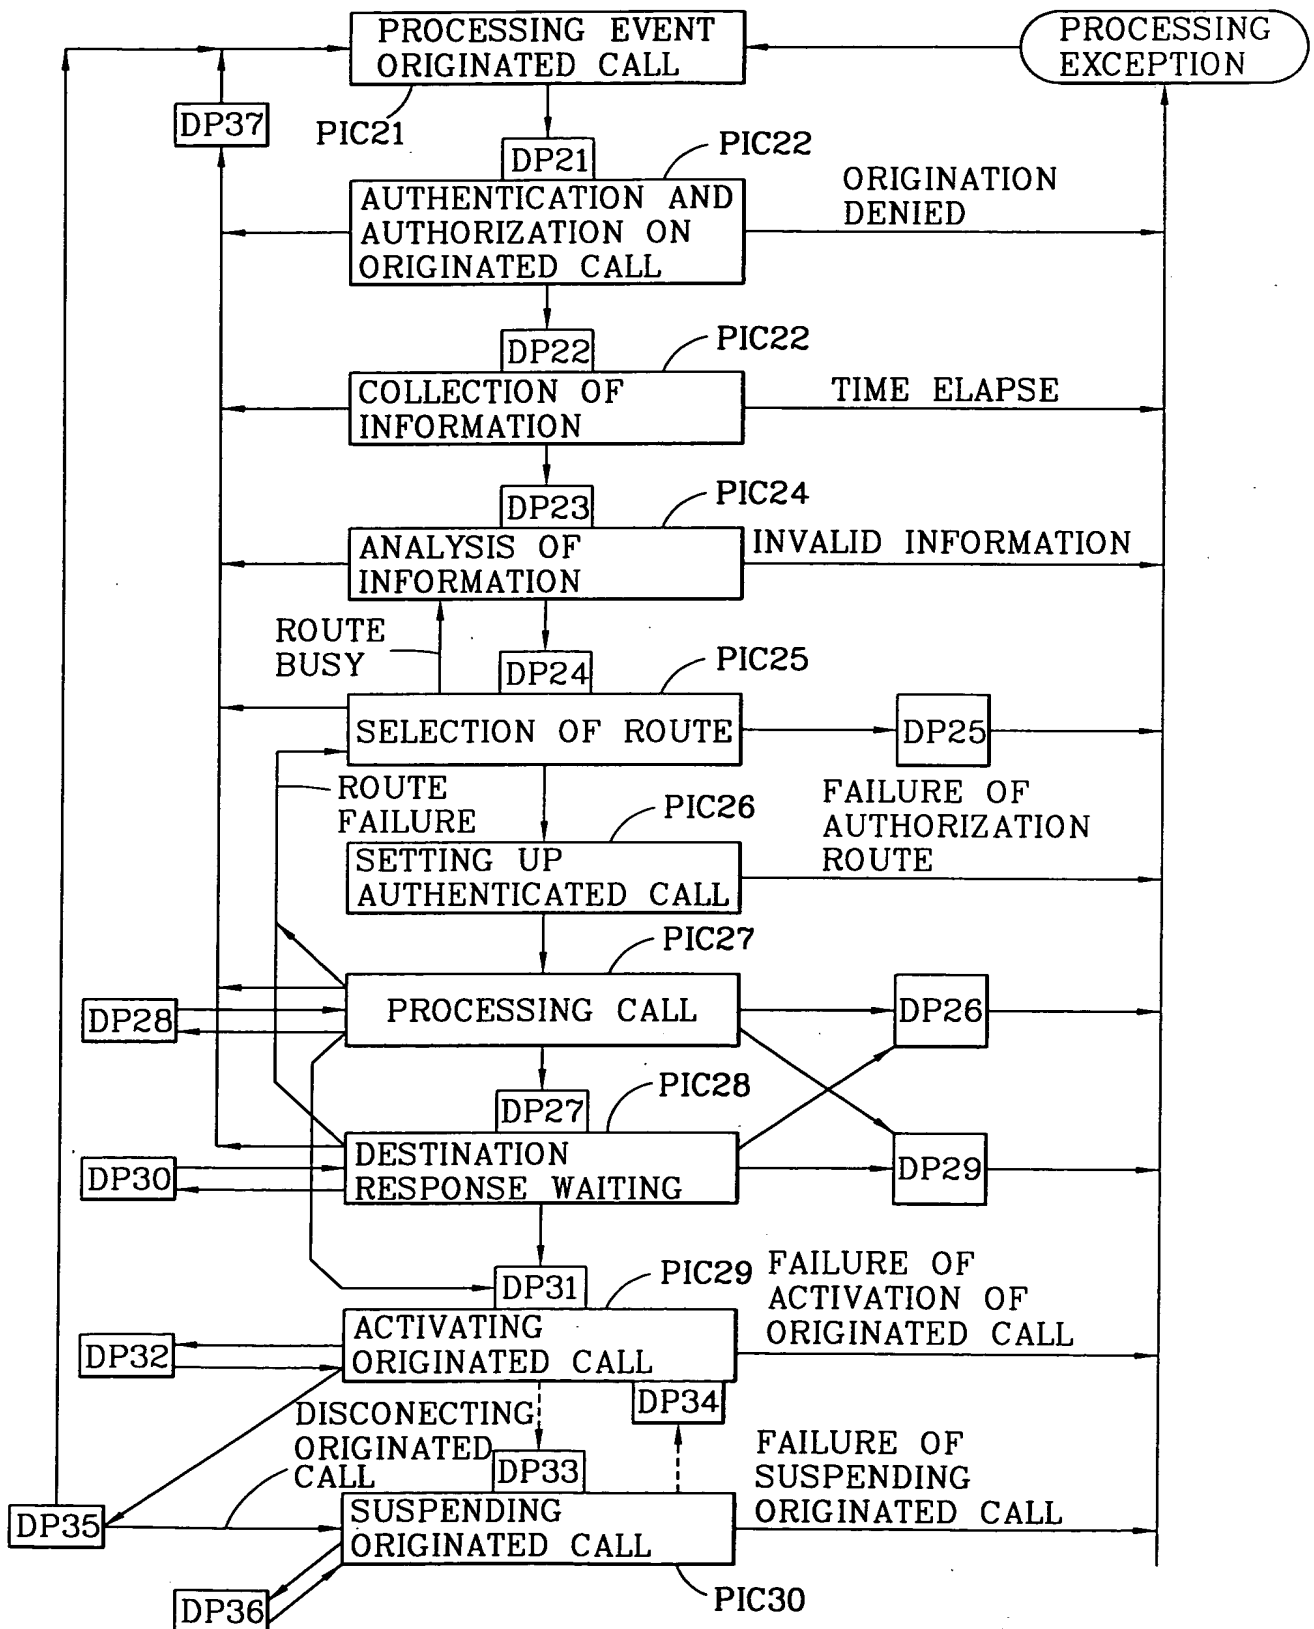 PROCESSING EVENT
ORIGINATED CALL
PROCESSING
EXCEPTION
DP37
PIC21
DP21
PIC22
AUTHENTICATION AND
AUTHORIZATION ON
ORIGINATED CALL
ORIGINATION
DENIED
DP22
PIC22
COLLECTION OF
INFORMATION
TIME ELAPSE
DP23
PIC24
ANALYSIS OF
INFORMATION
INVALID INFORMATION
ROUTE
BUSY
DP24
PIC25
SELECTION OF ROUTE
DP25
ROUTE
FAILURE
PIC26
FAILURE OF
AUTHORIZATION
ROUTE
SETTING UP
AUTHENTICATED CALL
PIC27
PROCESSING CALL
DP28
DP26
DP27
PIC28
DESTINATION
RESPONSE WAITING
DP30
DP29
DP31
PIC29
FAILURE OF
ACTIVATION OF
ORIGINATED CALL
ACTIVATING
ORIGINATED CALL
DP32
DP34
DISCONECTING
ORIGINATED
CALL
DP33
FAILURE OF
SUSPENDING
ORIGINATED CALL
DP35
SUSPENDING
ORIGINATED CALL
DP36
PIC30